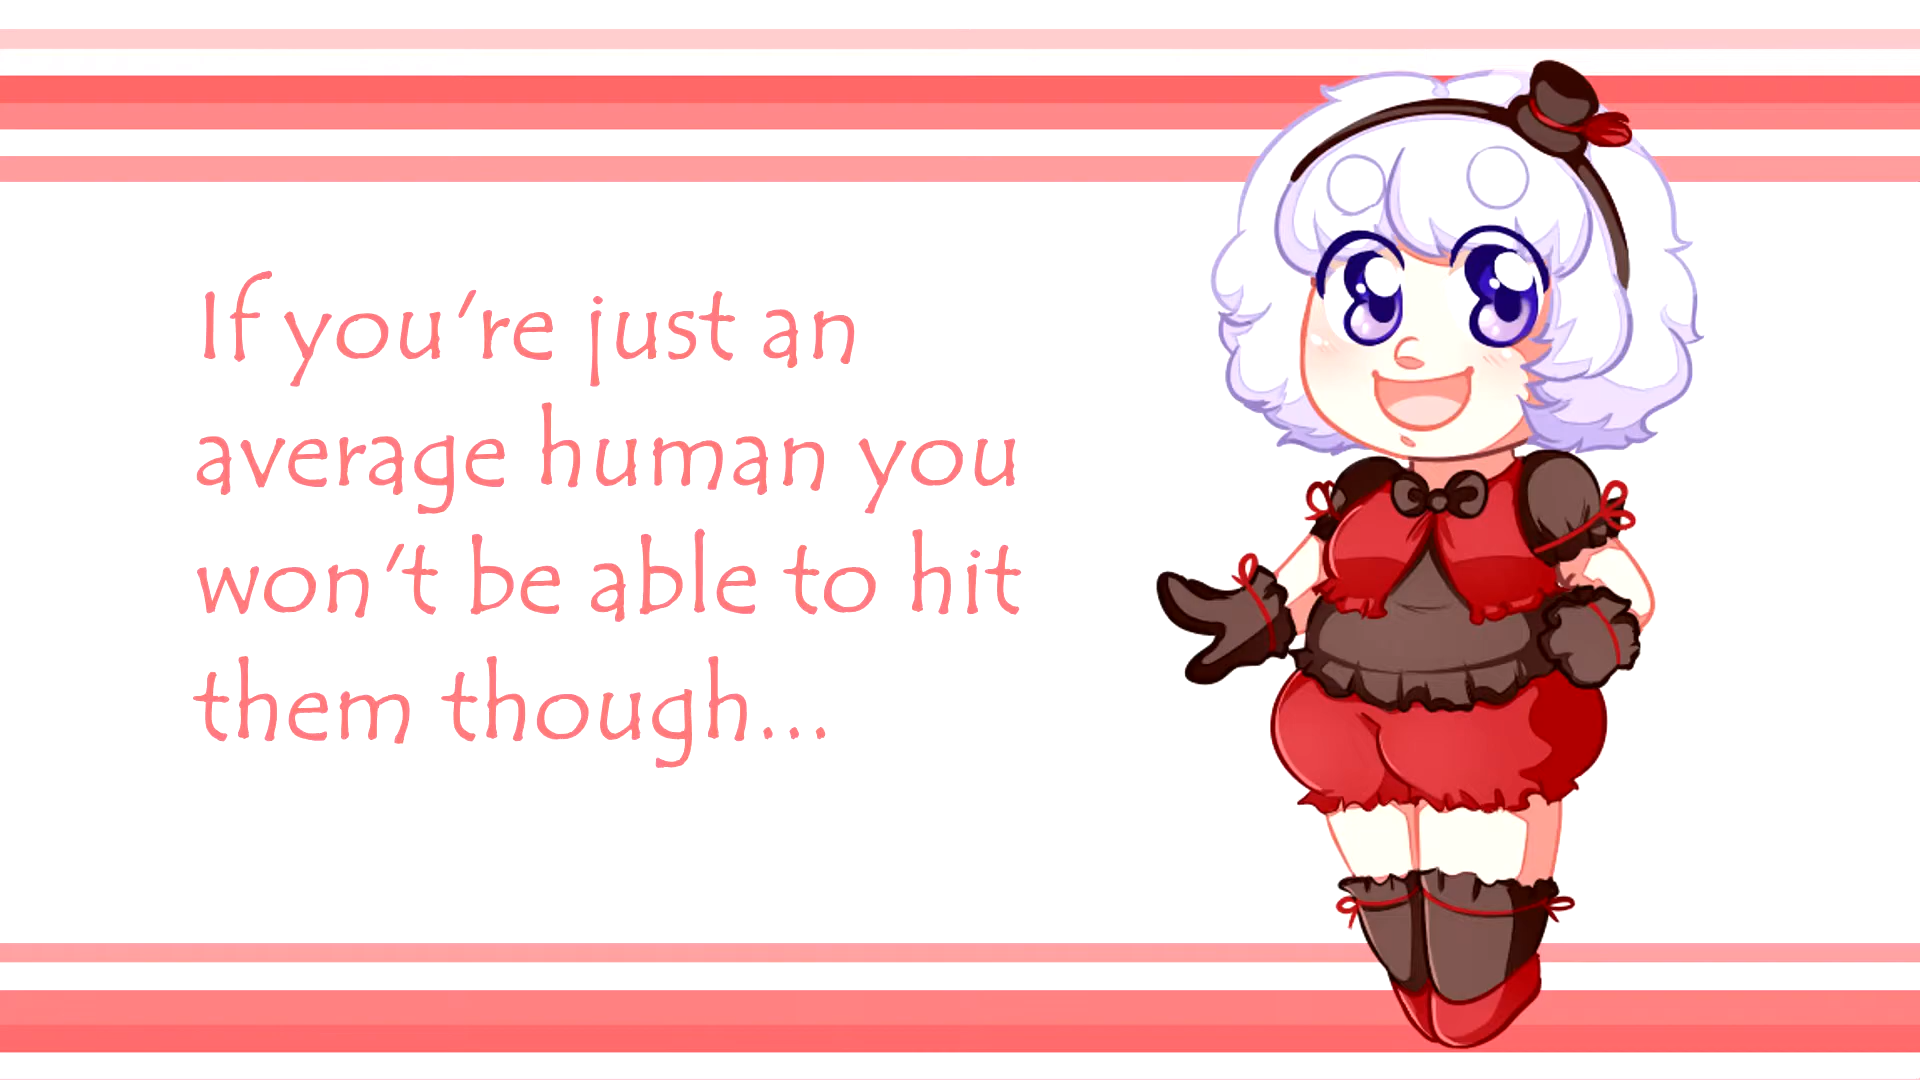 If you're just an
average human you
won't be able to hit
them though...